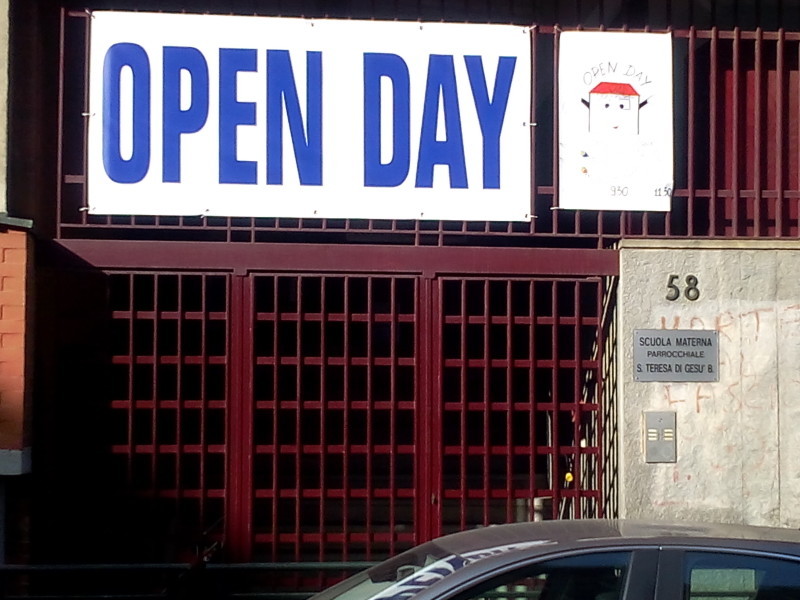 OPEN DAY
OPEN DAY
9.30
11.30
58
SCUOLA MATERNA
PARROCCHIALE
S. TERESA DI GESU' B.